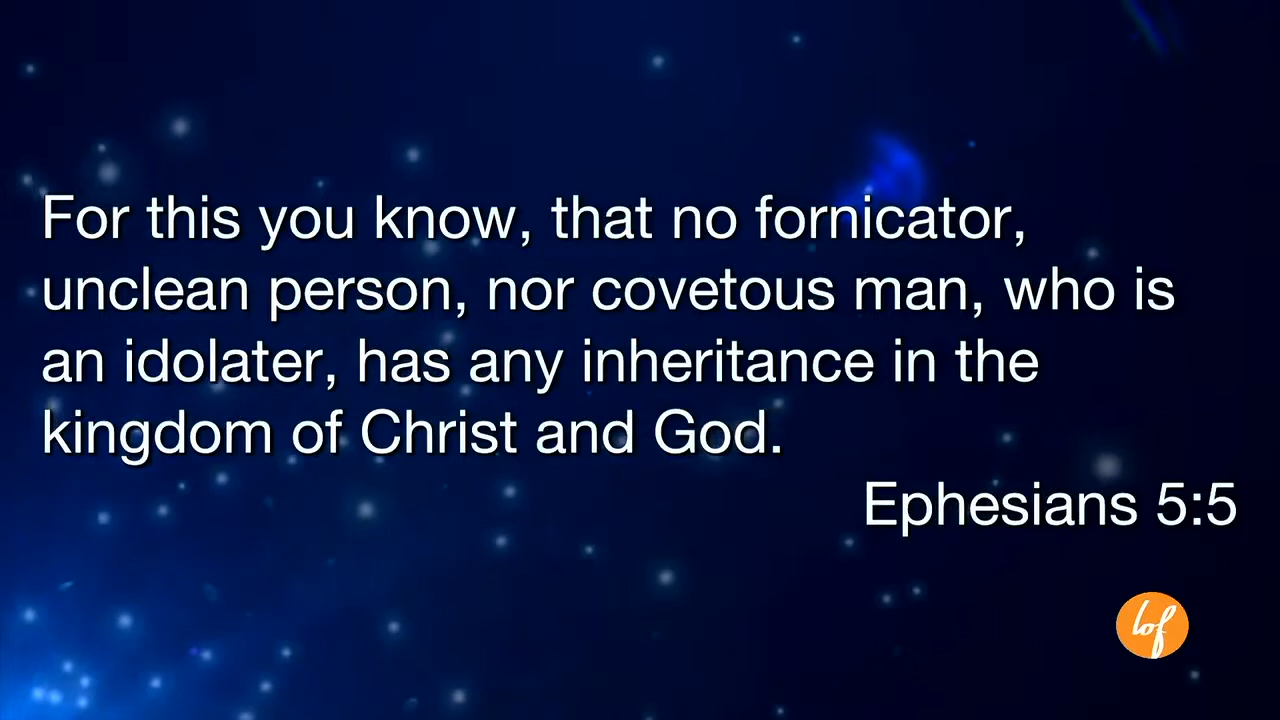 For this you know, that no fornicator,
unclean person, nor covetous man, who is
an idolater, has any inheritance in the
kingdom of Christ and God.
Ephesians 5:5
lof